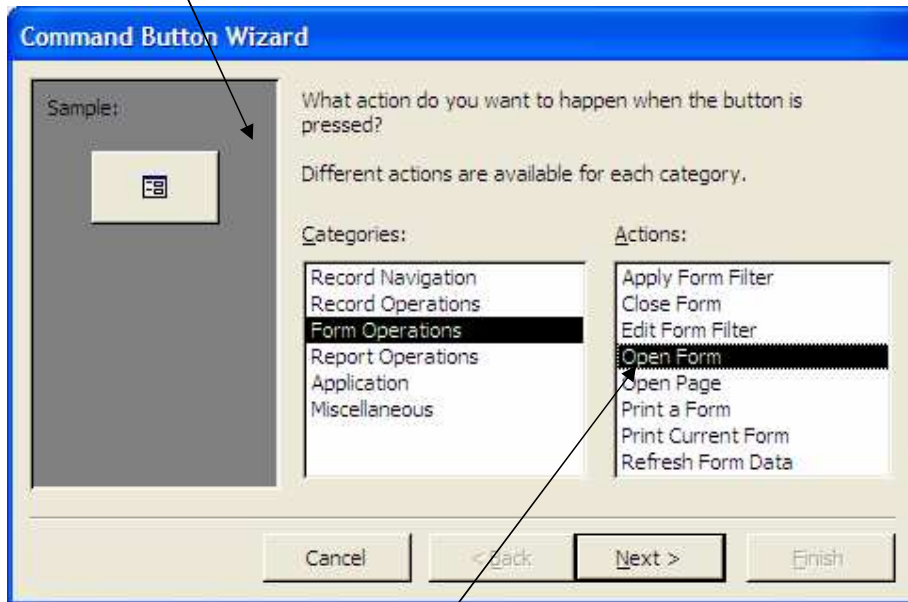 Command Button Wizard
Sample:
What action do you want to happen when the button is
pressed?
Different actions are available for each category.
Categories:
Record Navigation
Record Operations
Form Operations
Report Operations
Application
Miscellaneous
Actions:
Apply Form Filter
Close Form
Edit Form Filter
Open Form
Open Page
Print a Form
Print Current Form
Refresh Form Data
Cancel
< Back
Next >
Finish